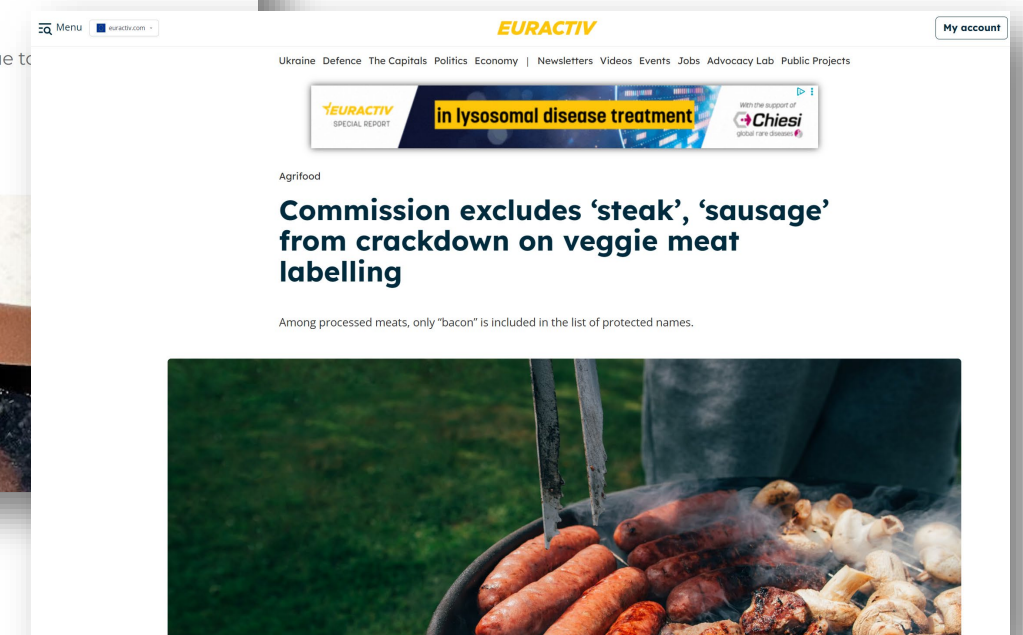 Menu
euractiv.com
EURACTIV
My account
Ukraine Defence The Capitals Politics Economy | Newsletters Videos Events Jobs Advocacy Lab Public Projects
EURACTIV
SPECIAL REPORT
in lysosomal disease treatment
With the support of
Chiesi
global rare diseases
Agrifood
Commission excludes ‘steak’, ‘sausage’
from crackdown on veggie meat
labelling
Among processed meats, only “bacon” is included in the list of protected names.